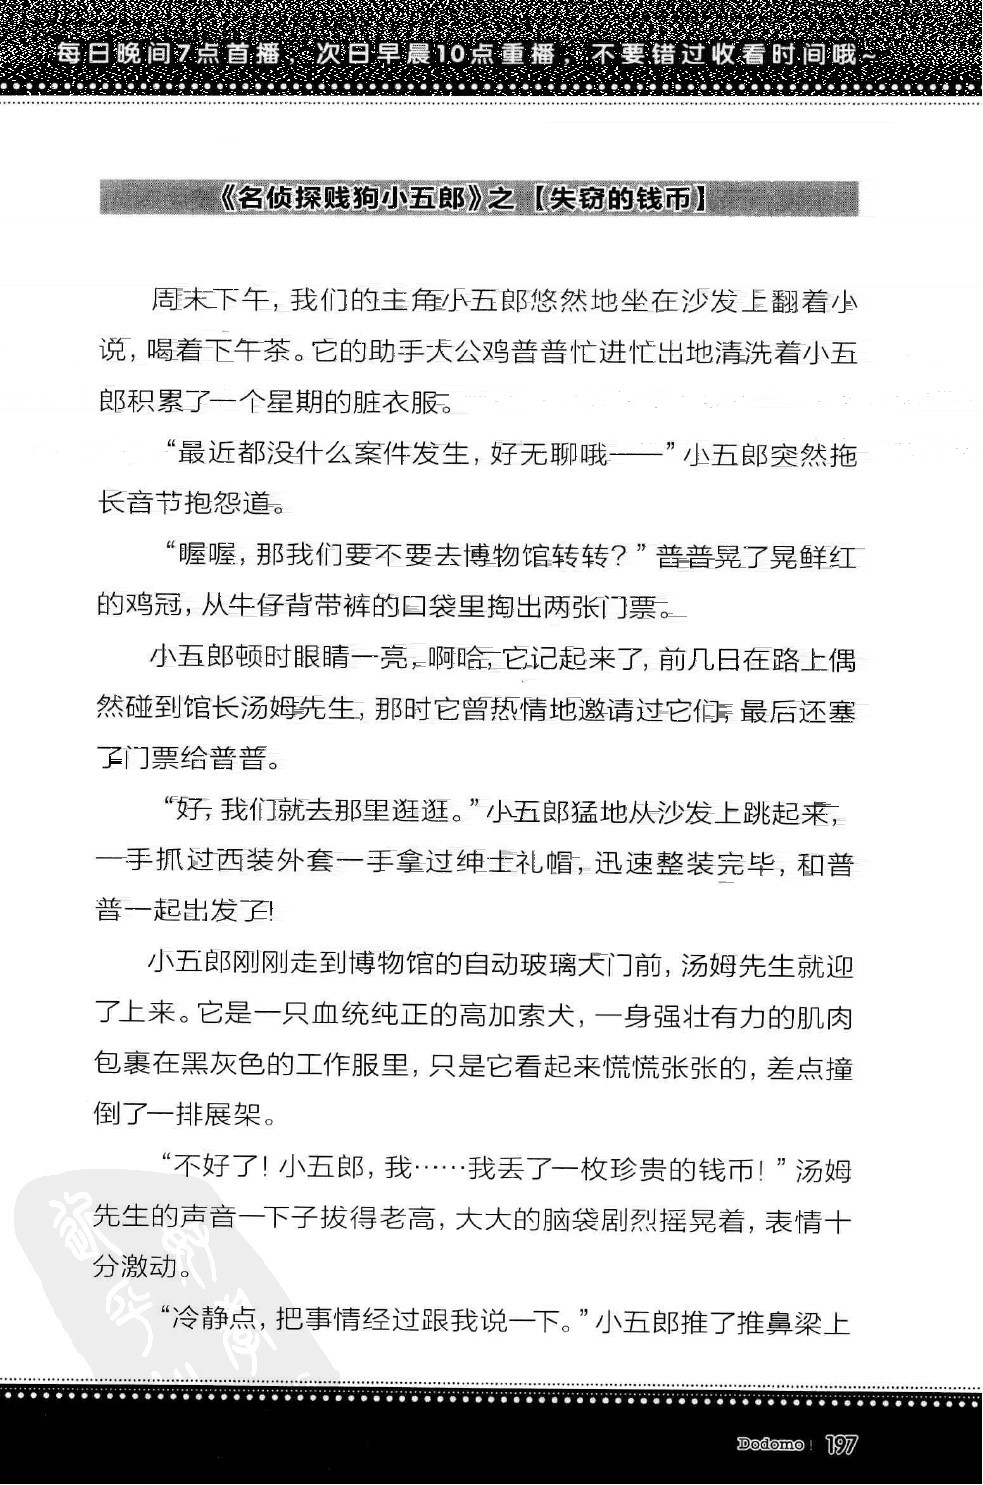 每日晚间7点首播，次日早晨10点重播，不要错过收看时间哦~
《名侦探贱狗小五郎》之【失窃的钱币】
周末下午，我们的主角小五郎悠然地坐在沙发上翻着小
说，喝着下午茶。它的助手大公鸡普普忙进忙出地清洗着小五
郎积累了一个星期的脏衣服。
“最近都没什么案件发生，好无聊哦——”小五郎突然拖
长音节抱怨道。
“喔喔，那我们要不要去博物馆转转？”普普晃了晃鲜红
的鸡冠，从牛仔背带裤的口袋里掏出两张门票。
小五郎顿时眼睛一亮，啊哈，它记起来了，前几日在路上偶
然碰到馆长汤姆先生，那时它曾热情地邀请过它们，最后还塞
了门票给普普。
“好，我们就去那里逛逛。”小五郎猛地从沙发上跳起来，
一手抓过西装外套一手拿过绅士礼帽，迅速整装完毕，和普
普一起出发了！
小五郎刚刚走到博物馆的自动玻璃大门前，汤姆先生就迎
了上来。它是一只血统纯正的高加索犬，一身强壮有力的肌肉
包裹在黑灰色的工作服里，只是它看起来慌慌张张的，差点撞
倒了一排展架。
“不好了！小五郎，我……我丢了一枚珍贵的钱币！”汤姆
先生的声音一下子拔得老高，大大的脑袋剧烈摇晃着，表情十
分激动。
“冷静点，把事情经过跟我说一下。”小五郎推了推鼻梁上
Dodomo! 197